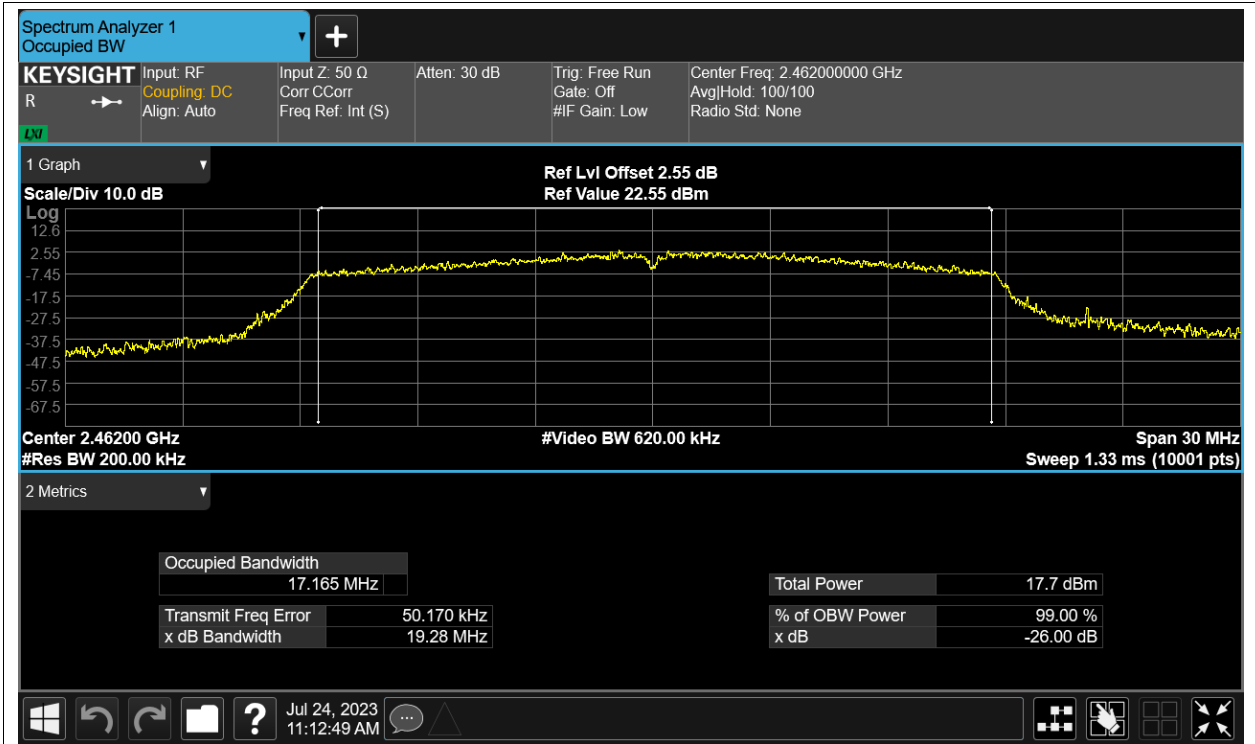 Spectrum Analyzer 1
Occupied BW
KEYSIGHT
R
LXI
Input: RF
Coupling: DC
Align: Auto
Input Z: 50 Ω
Corr CCorr
Freq Ref: Int (S)
Atten: 30 dB
Trig: Free Run
Gate: Off
#IF Gain: Low
Center Freq: 2.462000000 GHz
Avg|Hold: 100/100
Radio Std: None
1 Graph
Scale/Div 10.0 dB
Ref Lvl Offset 2.55 dB
Ref Value 22.55 dBm
Log
12.6
2.55
-7.45
-17.5
-27.5
-37.5
-47.5
-57.5
-67.5
Center 2.46200 GHz
#Video BW 620.00 kHz
Span 30 MHz
#Res BW 200.00 kHz
Sweep 1.33 ms (10001 pts)
2 Metrics
Occupied Bandwidth
17.165 MHz
Transmit Freq Error 50.170 kHz
x dB Bandwidth 19.28 MHz
Total Power 17.7 dBm
% of OBW Power 99.00 %
x dB -26.00 dB
?
Jul 24, 2023
11:12:49 AM